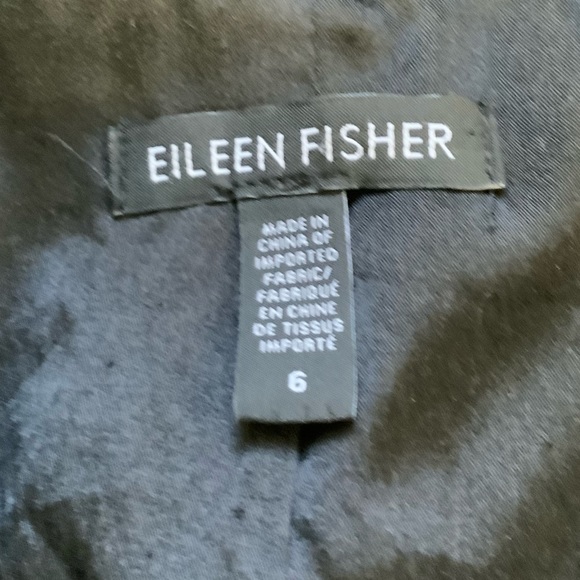 EILEEN FISHER
MADE IN
CHINA OF
IMPORTED
FABRIC/
FABRIQUÉ
EN CHINE
DE TISSUS
IMPORTÉ
6